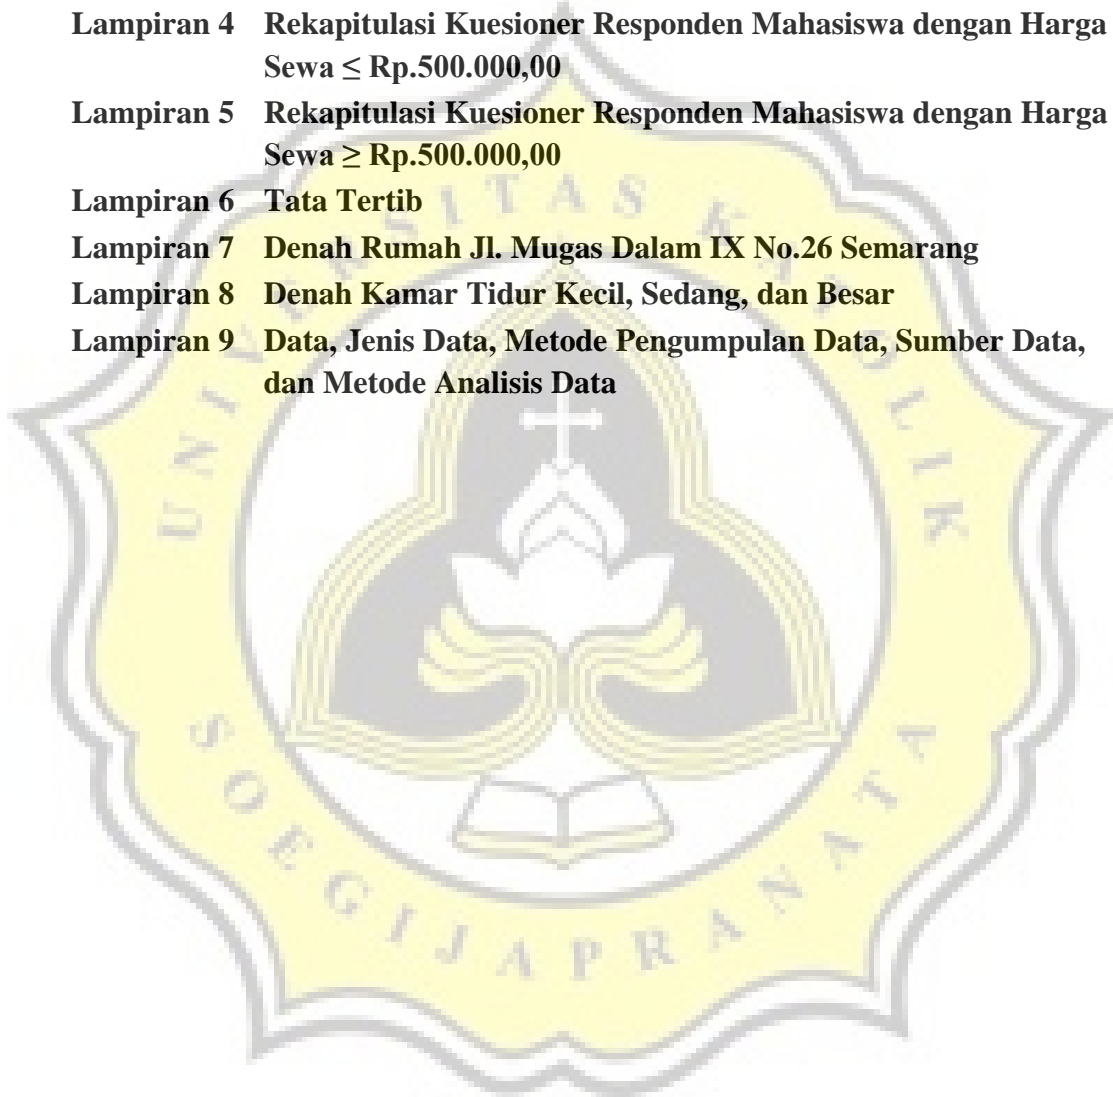 Lampiran 4 Rekapitulasi Kuesioner Responden Mahasiswa dengan Harga
Sewa ≤ Rp.500.000,00
Lampiran 5 Rekapitulasi Kuesioner Responden Mahasiswa dengan Harga
Sewa ≥ Rp.500.000,00
Lampiran 6 Tata Tertib
Lampiran 7 Denah Rumah Jl. Mugas Dalam IX No.26 Semarang
Lampiran 8 Denah Kamar Tidur Kecil, Sedang, dan Besar
Lampiran 9 Data, Jenis Data, Metode Pengumpulan Data, Sumber Data,
dan Metode Analisis Data
UNIVERSITAS KATOLIK
SOEGIJAPRANATA